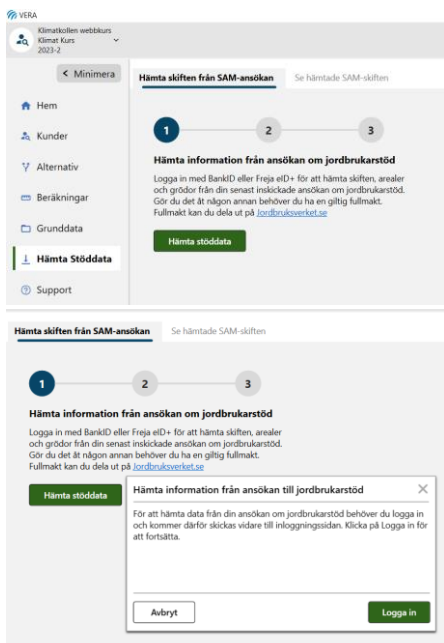 VERA
Klimatkollen webbkurs
Klimat Kurs
2023-2
Minimera
Hämta skiften från SAM-ansökan
Se hämtade SAM-skiften
Hem
Kunder
Alternativ
Beräkningar
Grunddata
Hämta Stöddata
Support
1
2
3
Hämta information från ansökan om jordbrukarstöd
Logga in med BankID eller Freja eID+ för att hämta skiften, arealer
och grödor från din senast inskickade ansökan om jordbrukarstöd.
Gör du det åt någon annan behöver du ha en giltig fullmakt.
Fullmakt kan du dela ut på Jordbruksverket.se
Hämta stöddata
Hämta skiften från SAM-ansökan
Se hämtade SAM-skiften
1
2
3
Hämta information från ansökan om jordbrukarstöd
Logga in med BankID eller Freja eID+ för att hämta skiften, arealer
och grödor från din senast inskickade ansökan om jordbrukarstöd.
Gör du det åt någon annan behöver du ha en giltig fullmakt.
Fullmakt kan du dela ut på Jordbruksverket.se
Hämta stöddata
Hämta information från ansökan till jordbrukarstöd
För att hämta data från din ansökan om jordbrukarstöd behöver du logga in
och kommer därför skickas vidare till inloggningssidan. Klicka på Logga in för
att fortsätta.
Avbryt
Logga in